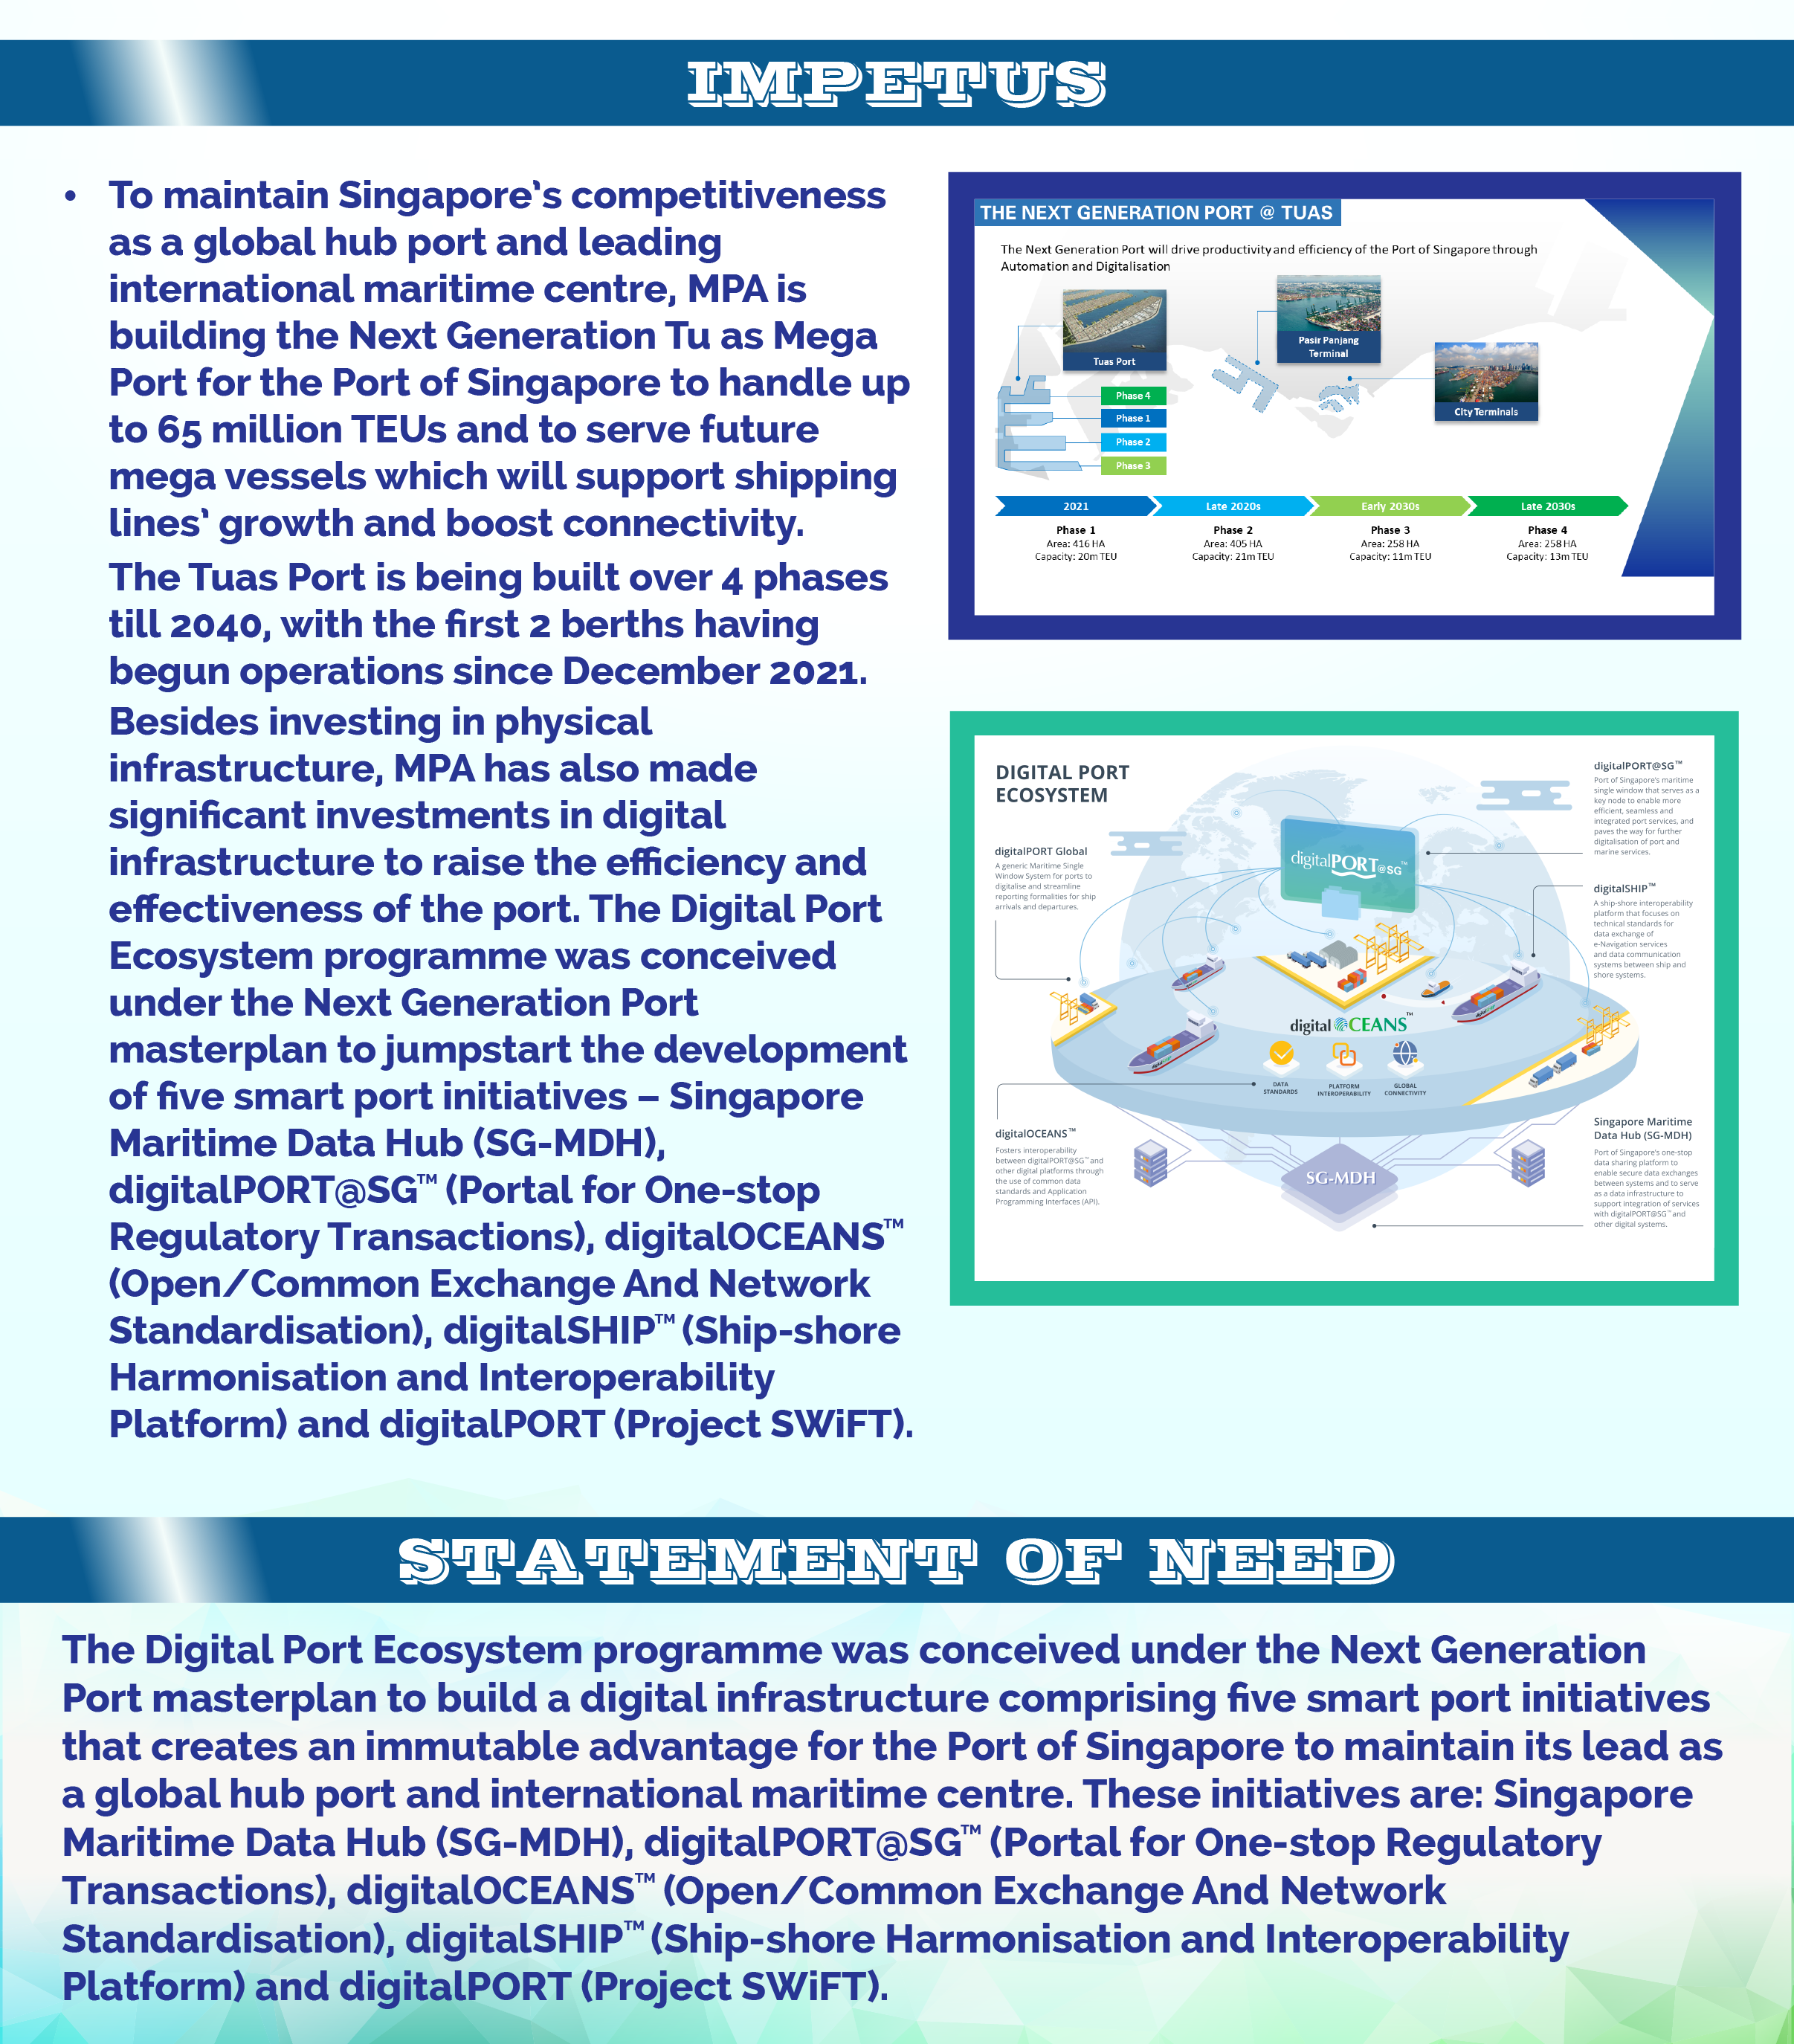 IMPETUS
• To maintain Singapore's competitiveness
as a global hub port and leading
international maritime centre, MPA is
building the Next Generation Tu as Mega
Port for the Port of Singapore to handle up
to 65 million TEUs and to serve future
mega vessels which will support shipping
lines' growth and boost connectivity.
The Tuas Port is being built over 4 phases
till 2040, with the first 2 berths having
begun operations since December 2021.
Besides investing in physical
infrastructure, MPA has also made
significant investments in digital
infrastructure to raise the efficiency and
effectiveness of the port. The Digital Port
Ecosystem programme was conceived
under the Next Generation Port
masterplan to jumpstart the development
of five smart port initiatives – Singapore
Maritime Data Hub (SG-MDH),
digitalPORT@SG™ (Portal for One-stop
Regulatory Transactions), digitalOCEANS™
(Open/Common Exchange And Network
Standardisation), digitalSHIP™ (Ship-shore
Harmonisation and Interoperability
Platform) and digitalPORT (Project SWiFT).
THE NEXT GENERATION PORT @ TUAS
The Next Generation Port will drive productivity and efficiency of the Port of Singapore through
Automation and Digitalisation
Tuas Port
Pasir Panjang
Terminal
City Terminals
Phase 4
Phase 1
Phase 2
Phase 3
2021
Late 2020s
Early 2030s
Late 2030s
Phase 1
Area: 416 HA
Capacity: 20m TEU
Phase 2
Area: 405 HA
Capacity: 21m TEU
Phase 3
Area: 258 HA
Capacity: 11m TEU
Phase 4
Area: 258 HA
Capacity: 13m TEU
DIGITAL PORT
ECOSYSTEM
digitalPORT Global
A generic Maritime Single
Window System for ports to
digitalise and streamline
reporting formalities for ship
arrivals and departures.
digitalPORT@SG™
digitalPORT@SG™
Port of Singapore's maritime
single window that serves as a
key node to enable more
efficient, seamless and
integrated port services, and
paves the way for further
digitalisation of port and
marine services.
digitalSHIP™
A ship-shore interoperability
platform that focuses on
technical standards for
data exchange of
e-Navigation services
and data communication
systems between ship and
shore systems.
digitalOCEANS™
DATA
STANDARDS
PLATFORM
INTEROPERABILITY
GLOBAL
CONNECTIVITY
digitalOCEANS™
Fosters interoperability
between digitalPORT@SG™ and
other digital platforms through
the use of common data
standards and Application
Programming Interfaces (API).
SG-MDH
Singapore Maritime
Data Hub (SG-MDH)
Port of Singapore's one-stop
data sharing platform to
enable secure data exchanges
between systems and to serve
as a data infrastructure to
support integration of services
with digitalPORT@SG™ and
other digital systems.
STATEMENT OF NEED
The Digital Port Ecosystem programme was conceived under the Next Generation
Port masterplan to build a digital infrastructure comprising five smart port initiatives
that creates an immutable advantage for the Port of Singapore to maintain its lead as
a global hub port and international maritime centre. These initiatives are: Singapore
Maritime Data Hub (SG-MDH), digitalPORT@SG™ (Portal for One-stop Regulatory
Transactions), digitalOCEANS™ (Open/Common Exchange And Network
Standardisation), digitalSHIP™ (Ship-shore Harmonisation and Interoperability
Platform) and digitalPORT (Project SWiFT).